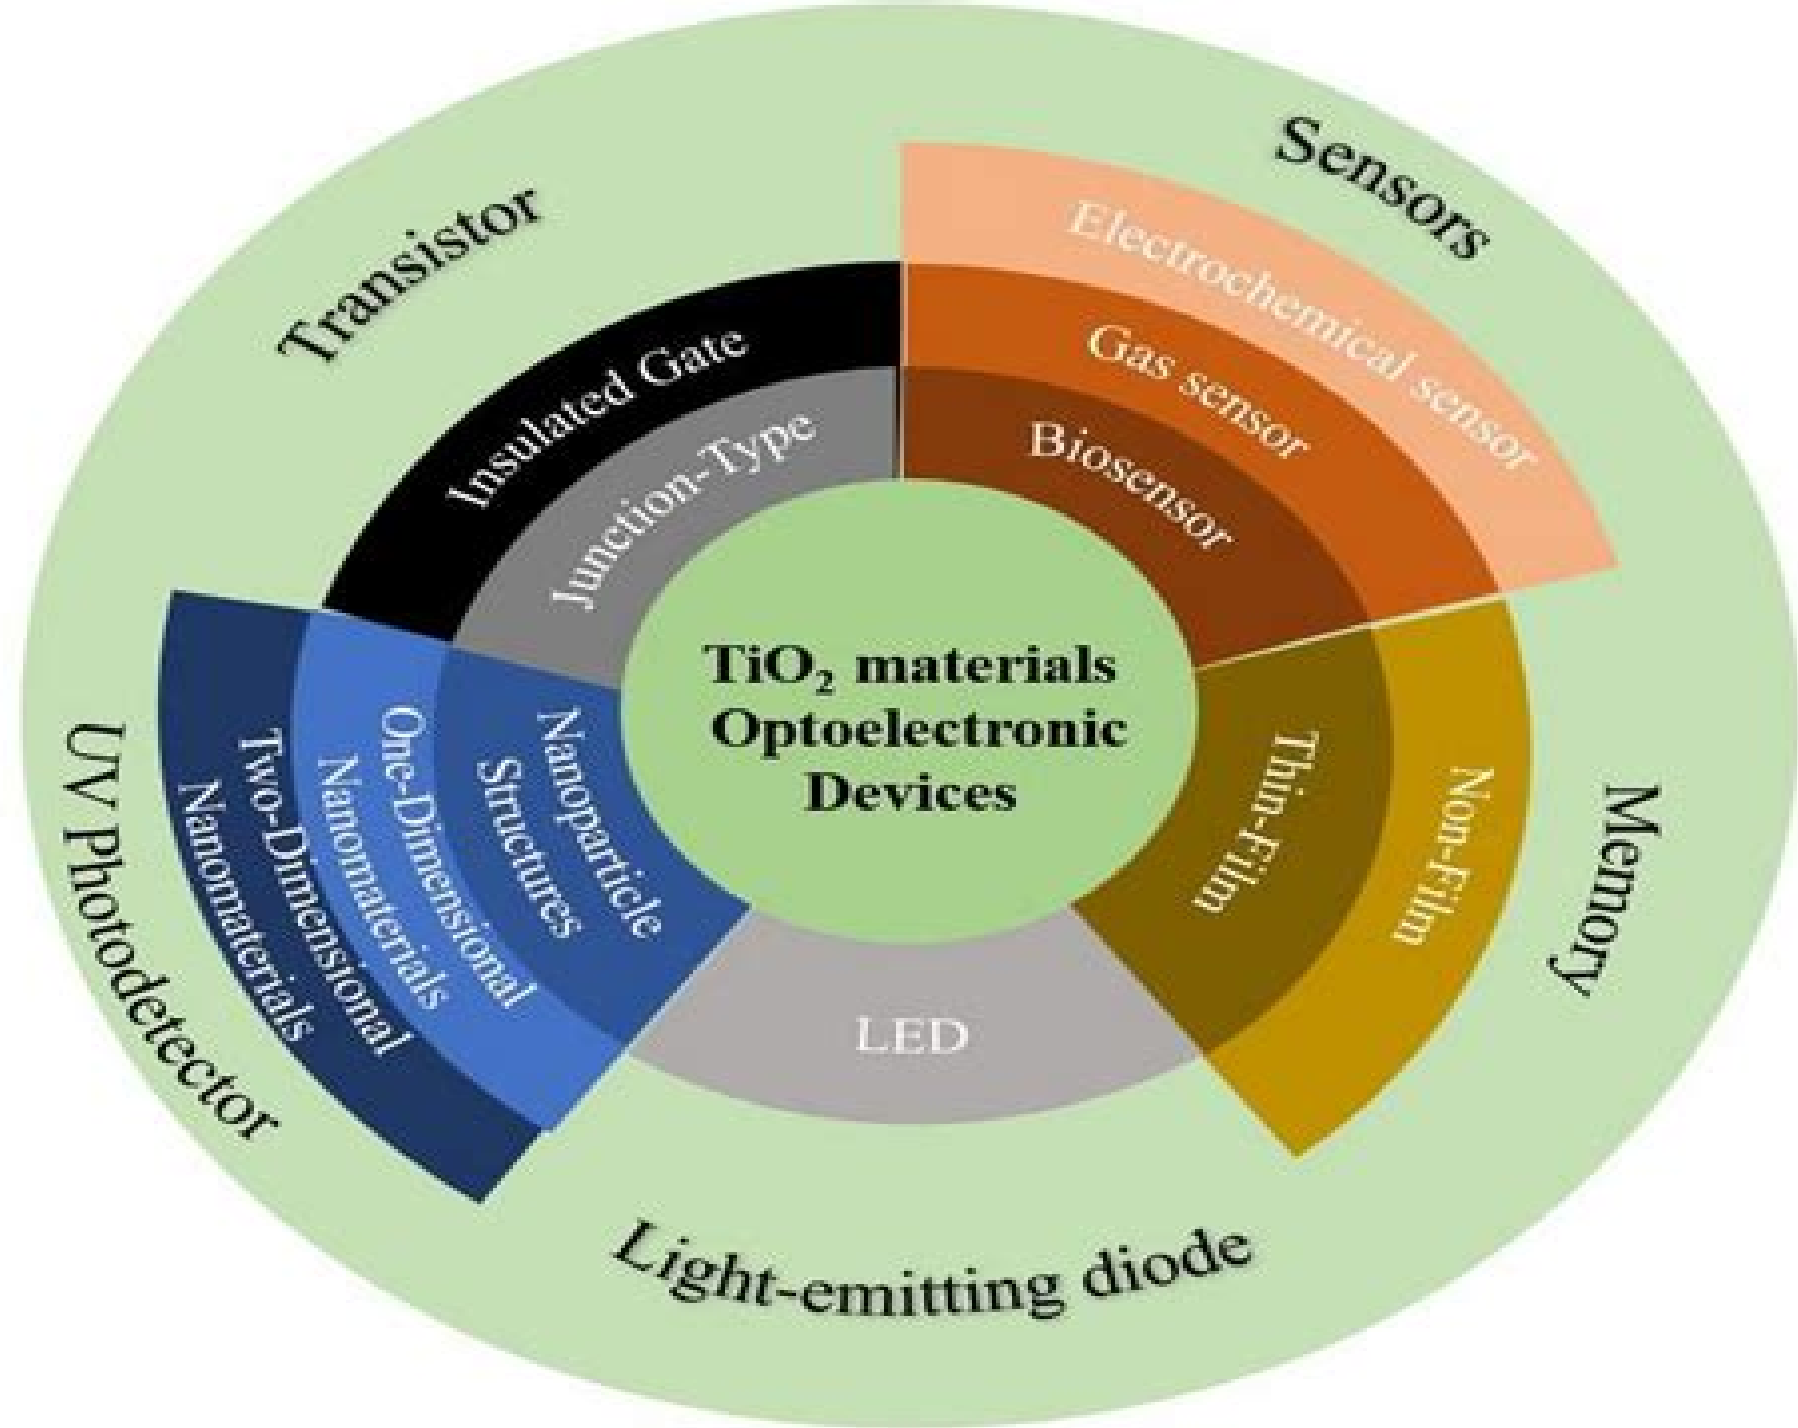 Transistor
Sensors
Electrochemical sensor
Gas sensor
Biosensor
Insulated Gate
Junction-Type
TiO₂ materials
Optoelectronic
Devices
Nanoparticle
Structures
One-Dimensional
Nanomaterials
Two-Dimensional
Nanomaterials
UV Photodetector
Thin-Film
Non-Film
Memory
LED
Light-emitting diode